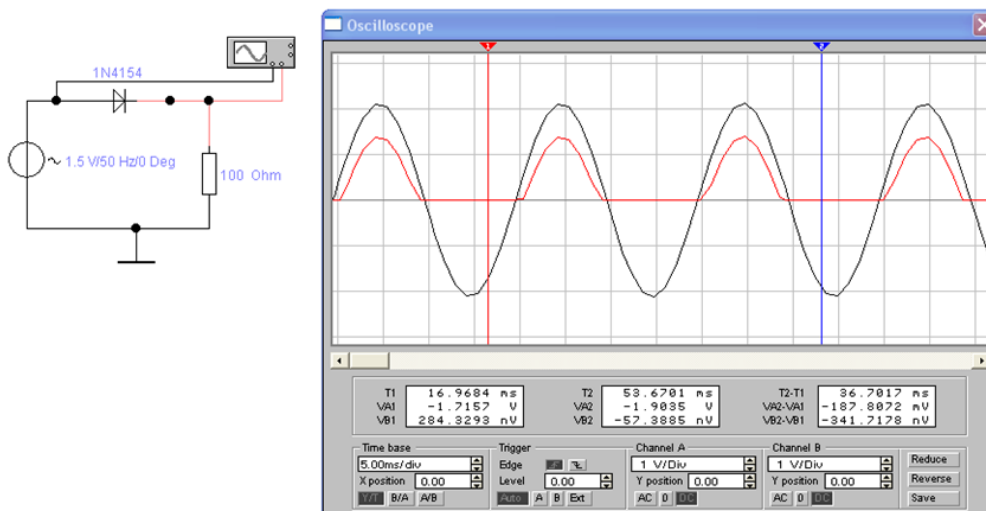 Oscilloscope
1N4154
1.5 V/50 Hz/0 Deg
100 Ohm
1
2
T1 16.9684 ms
VA1 -1.7157 V
VB1 284.3293 nV
T2 53.6701 ms
VA2 -1.9035 V
VB2 -57.3885 nV
T2-T1 36.7017 ms
VA2-VA1 -187.8072 mV
VB2-VB1 -341.7178 nV
Time base
5.00ms/div
X position 0.00
Y/T B/A A/B
Trigger
Edge
Level 0.00
Auto A B Ext
Channel A
1 V/Div
Y position 0.00
AC 0 DC
Channel B
1 V/Div
Y position 0.00
AC 0 DC
Reduce
Reverse
Save